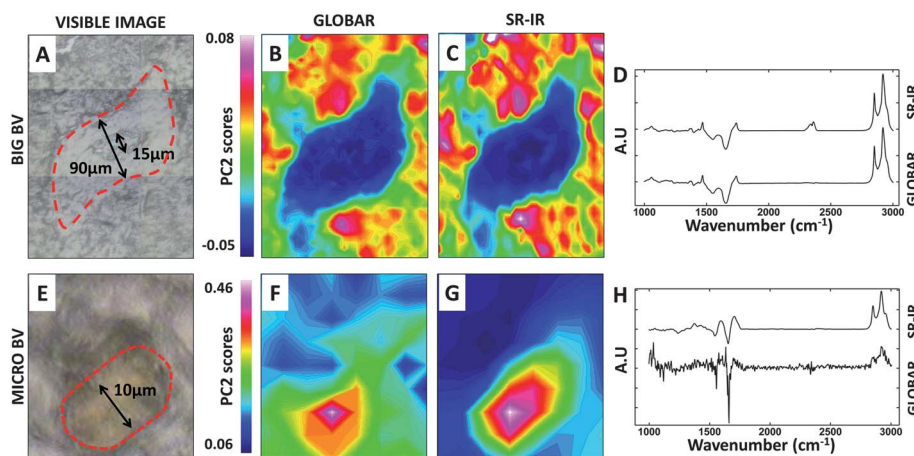 VISIBLE IMAGE
GLOBAR
SR-IR
BIG BV
A
15μm
90μm
0.08
PC2 scores
-0.05
B
C
D
A.U
SR-IR
GLOBAR
1000 1500 2000 2500 3000
Wavenumber (cm-1)
MICRO BV
E
10μm
0.46
PC2 scores
0.06
F
G
H
A.U
SR-IR
GLOBAR
1000 1500 2000 2500 3000
Wavenumber (cm-1)